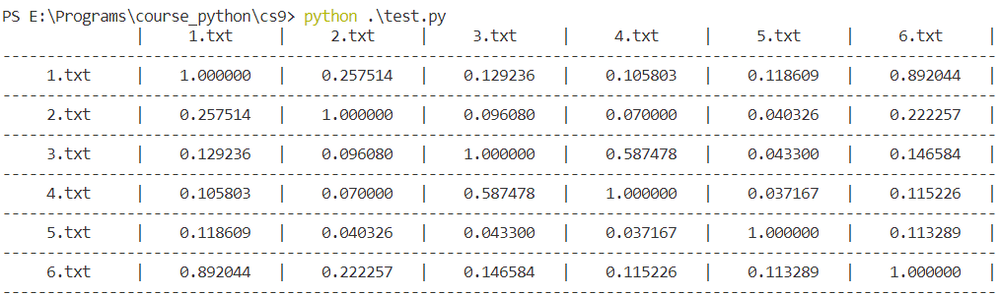 PS E:\Programs\course_python\cs9> python .\test.py
| 1.txt | 2.txt | 3.txt | 4.txt | 5.txt | 6.txt |
-----------------------------------------------------------------------------------------------------
1.txt | 1.000000 | 0.257514 | 0.129236 | 0.105803 | 0.118609 | 0.892044 |
-----------------------------------------------------------------------------------------------------
2.txt | 0.257514 | 1.000000 | 0.096080 | 0.070000 | 0.040326 | 0.222257 |
-----------------------------------------------------------------------------------------------------
3.txt | 0.129236 | 0.096080 | 1.000000 | 0.587478 | 0.043300 | 0.146584 |
-----------------------------------------------------------------------------------------------------
4.txt | 0.105803 | 0.070000 | 0.587478 | 1.000000 | 0.037167 | 0.115226 |
-----------------------------------------------------------------------------------------------------
5.txt | 0.118609 | 0.040326 | 0.043300 | 0.037167 | 1.000000 | 0.113289 |
-----------------------------------------------------------------------------------------------------
6.txt | 0.892044 | 0.222257 | 0.146584 | 0.115226 | 0.113289 | 1.000000 |
-----------------------------------------------------------------------------------------------------